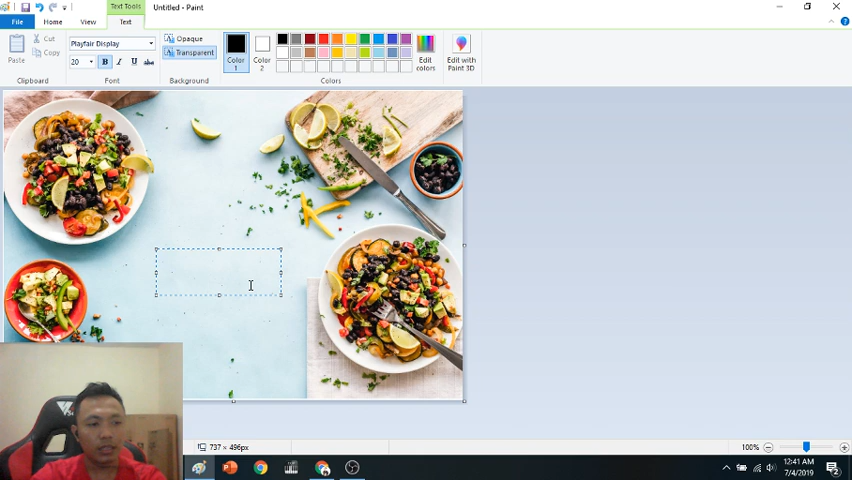 Text Tools
Untitled - Paint
File
Home
View
Text
Paste
Cut
Copy
Clipboard
Playfair Display
20
B
I
U
abc
Font
Opaque
Transparent
Background
Color
1
Color
2
Colors
Edit
colors
Edit with
Paint 3D
737 × 496px
100%
12:41 AM
7/4/2019
2